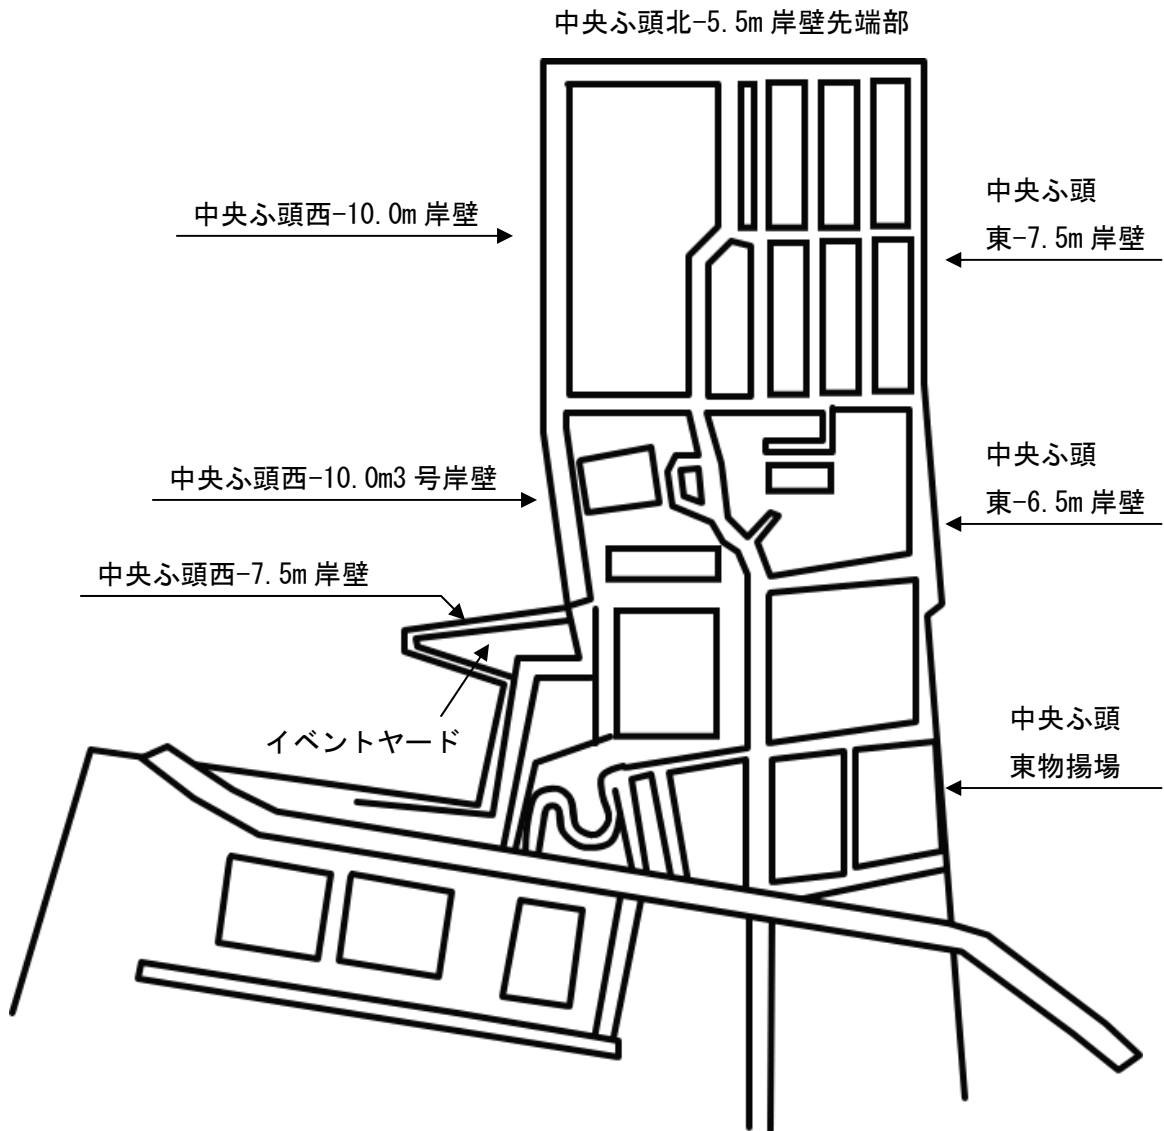 中央ふ頭北-5.5m 岸壁先端部
中央ふ頭
東-7.5m 岸壁
中央ふ頭西-10.0m 岸壁
中央ふ頭
東-6.5m 岸壁
中央ふ頭西-10.0m3 号岸壁
中央ふ頭西-7.5m 岸壁
イベントヤード
中央ふ頭
東物揚場